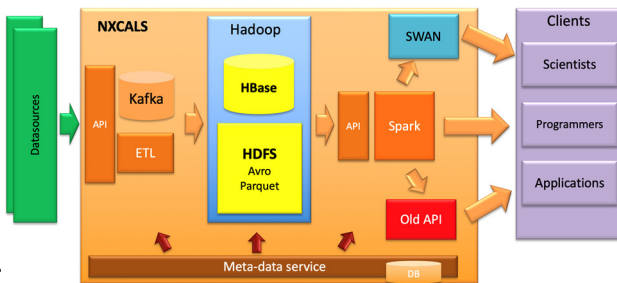 Datasources
NXCALS
API
Kafka
ETL
Hadoop
HBase
HDFS
Avro
Parquet
API
Spark
SWAN
Old API
Meta-data service
DB
Clients
Scientists
Programmers
Applications